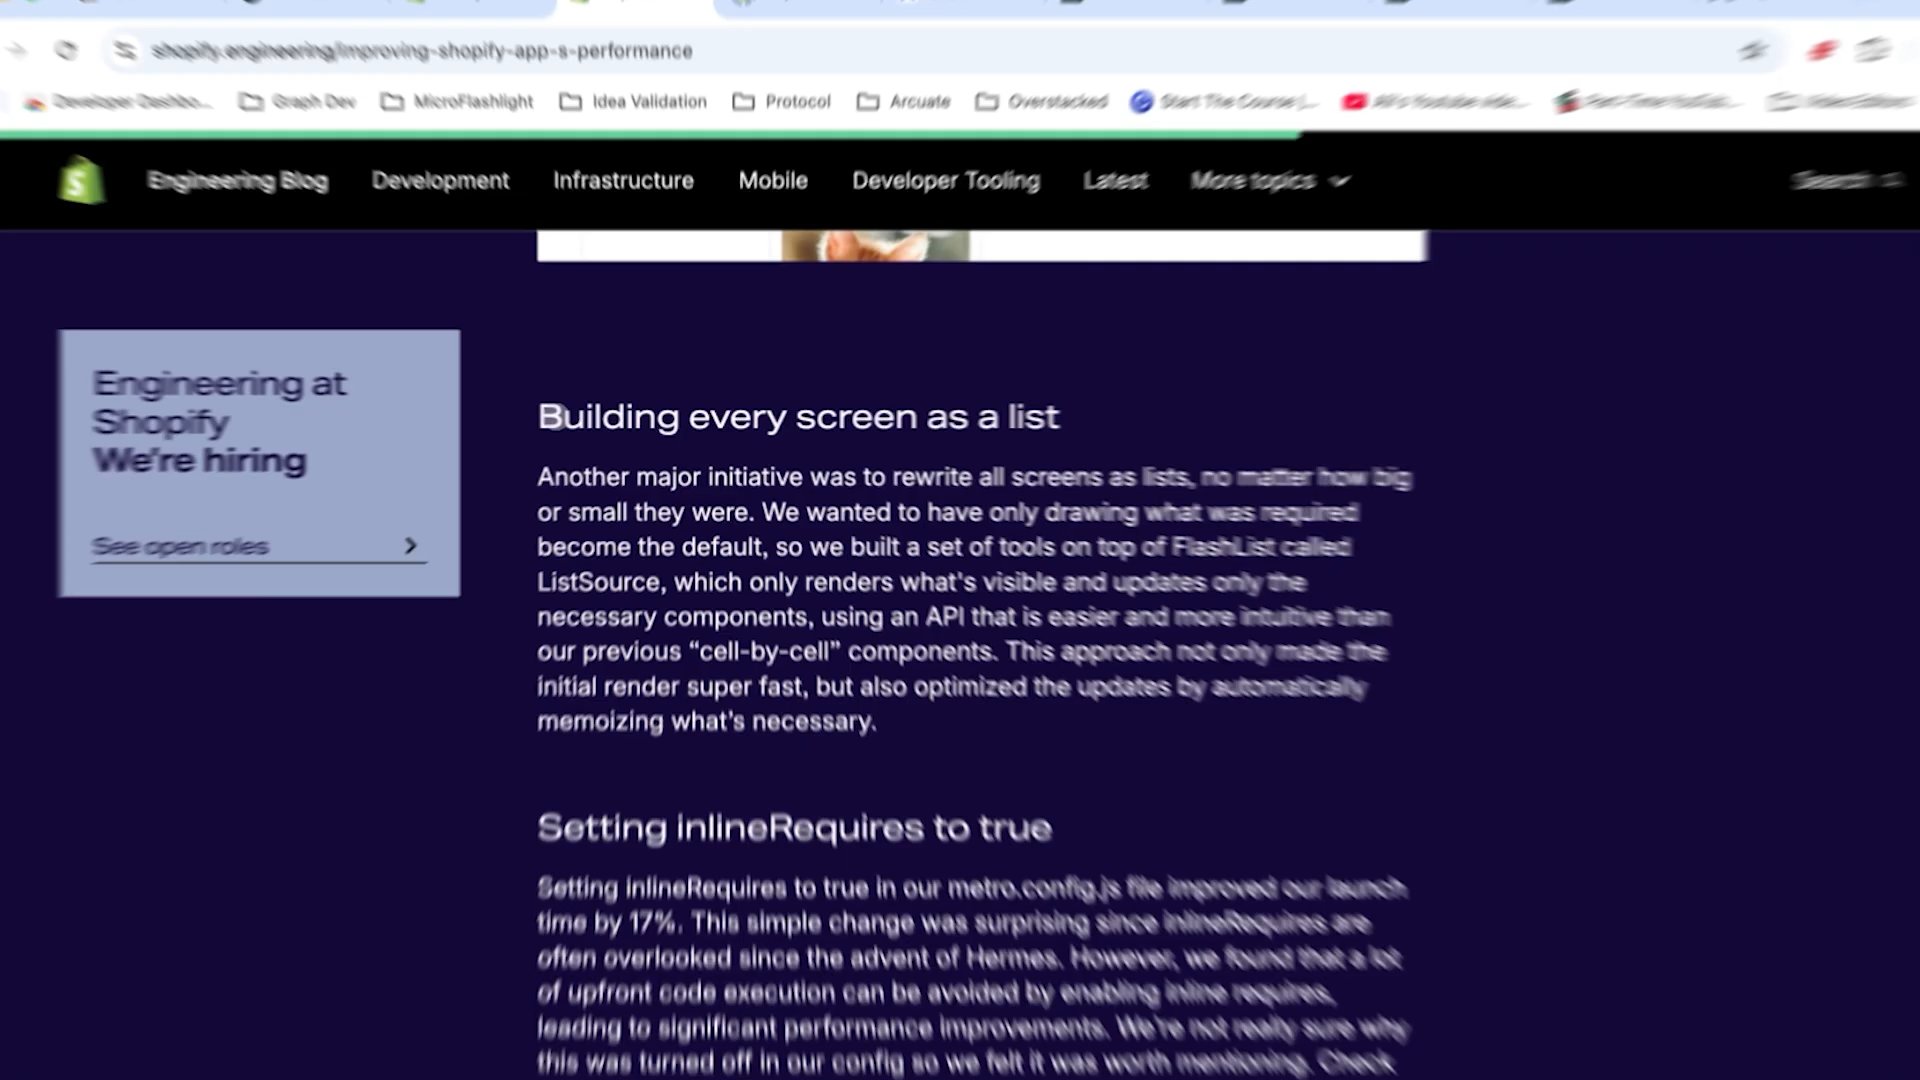 shopify.engineering/improving-shopify-app-s-performance
Developer Dashbo... Graph Dev MicroFlashlight Idea Validation Protocol Arcuate Overstacked Start The Course
Engineering Blog Development Infrastructure Mobile Developer Tooling Latest More topics Search
Engineering at
Shopify
We're hiring
See open roles
Building every screen as a list
Another major initiative was to rewrite all screens as lists, no matter how big
or small they were. We wanted to have only drawing what was required
become the default, so we built a set of tools on top of FlashList called
ListSource, which only renders what's visible and updates only the
necessary components, using an API that is easier and more intuitive than
our previous “cell-by-cell” components. This approach not only made the
initial render super fast, but also optimized the updates by automatically
memoizing what's necessary.
Setting inlineRequires to true
Setting inlineRequires to true in our metro.config.js file improved our launch
time by 17%. This simple change was surprising since inlineRequires are
often overlooked since the advent of Hermes. However, we found that a lot
of upfront code execution can be avoided by enabling inline requires,
leading to significant performance improvements. We're not really sure why
this was turned off in our config so we felt it was worth mentioning. Check